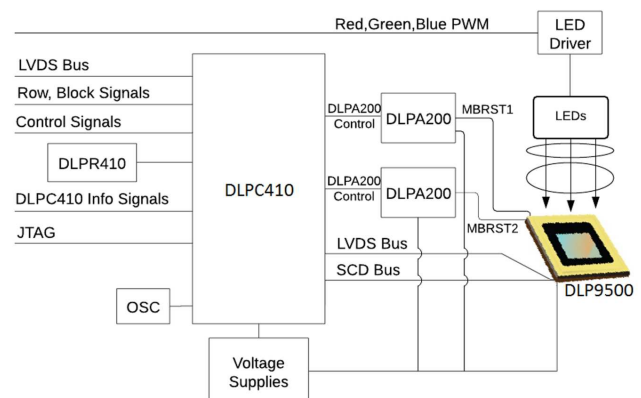 Red,Green,Blue PWM
LED
Driver
LVDS Bus
Row, Block Signals
Control Signals
DLPR410
DLPC410 Info Signals
JTAG
OSC
DLPC410
Voltage
Supplies
DLPA200
Control
DLPA200
MBRST1
DLPA200
Control
DLPA200
MBRST2
LVDS Bus
SCD Bus
LEDs
DLP9500